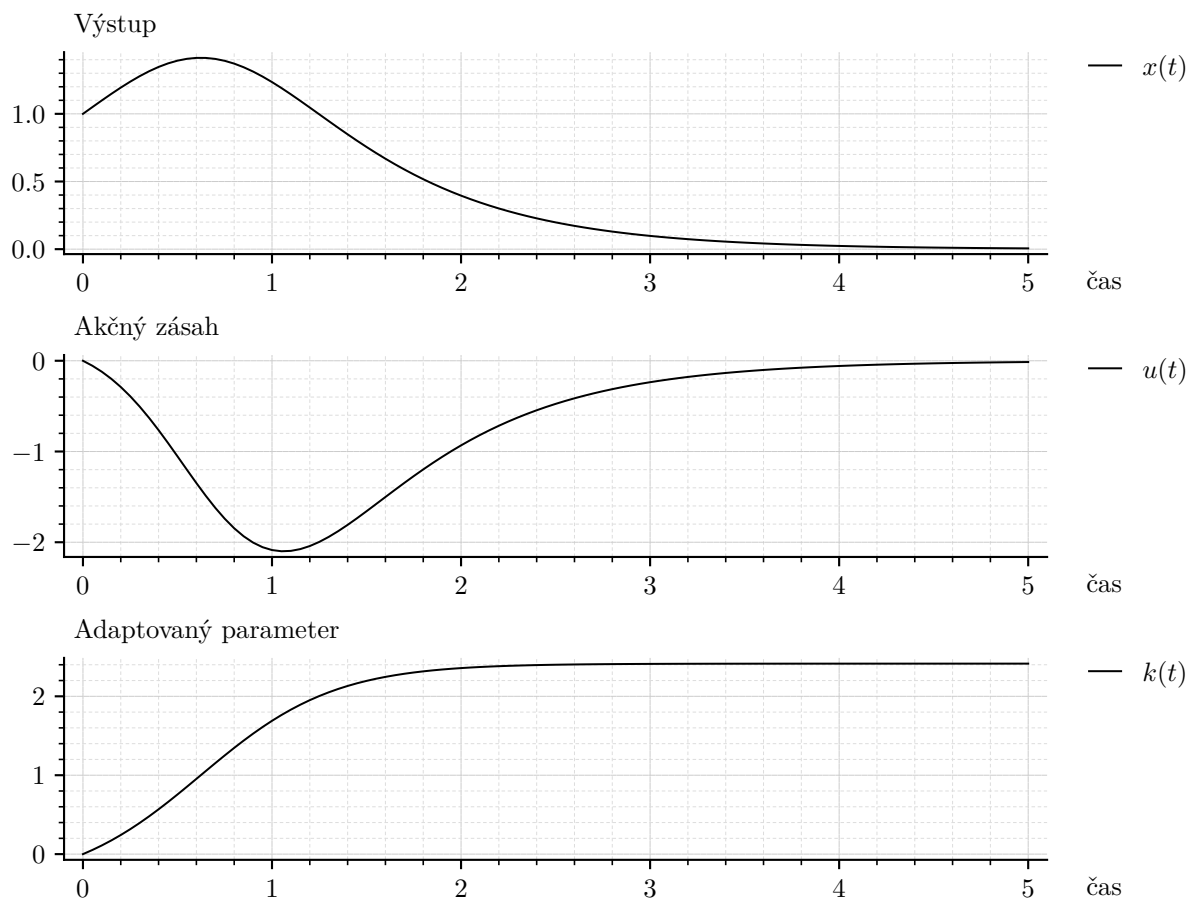 Výstup
x(t)
1.0
0.5
0.0
0 1 2 3 4 5 čas
Akčný zásah
u(t)
0
−1
−2
0 1 2 3 4 5 čas
Adaptovaný parameter
k(t)
2
1
0
0 1 2 3 4 5 čas